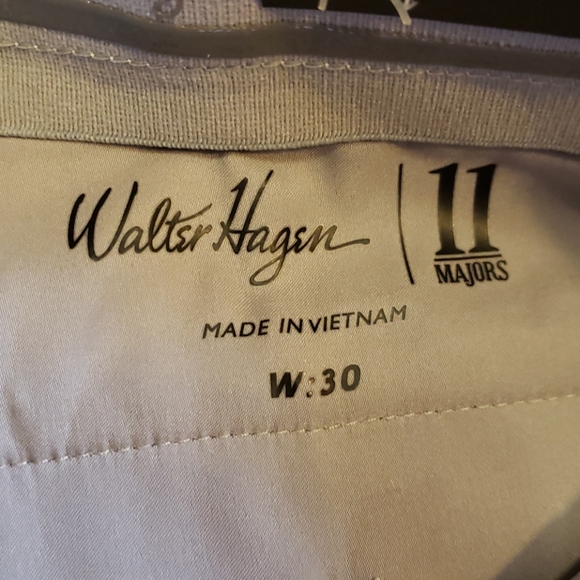 Walter Hagen | 11
MAJORS
MADE IN VIETNAM
W:30